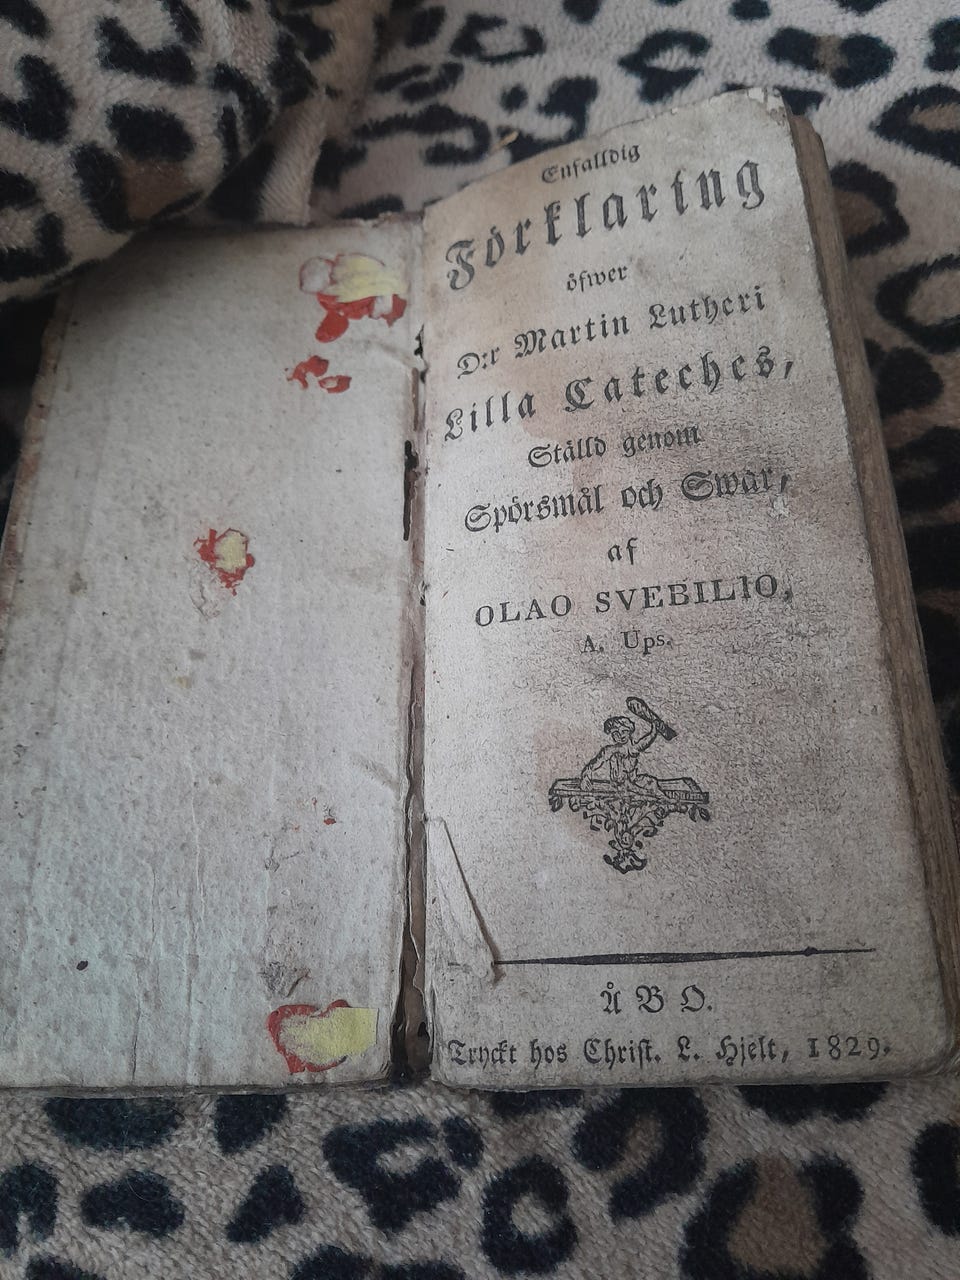 Enfalldig
Förklaring
öfwer
D:r Martin Lutheri
Lilla Cateches,
Ställd genom
Spörsmål och Swar,
af
OLAO SVEBILIO,
A. Ups.
ÅBO.
Tryckt hos Christ. L. Hjelt, 1829.